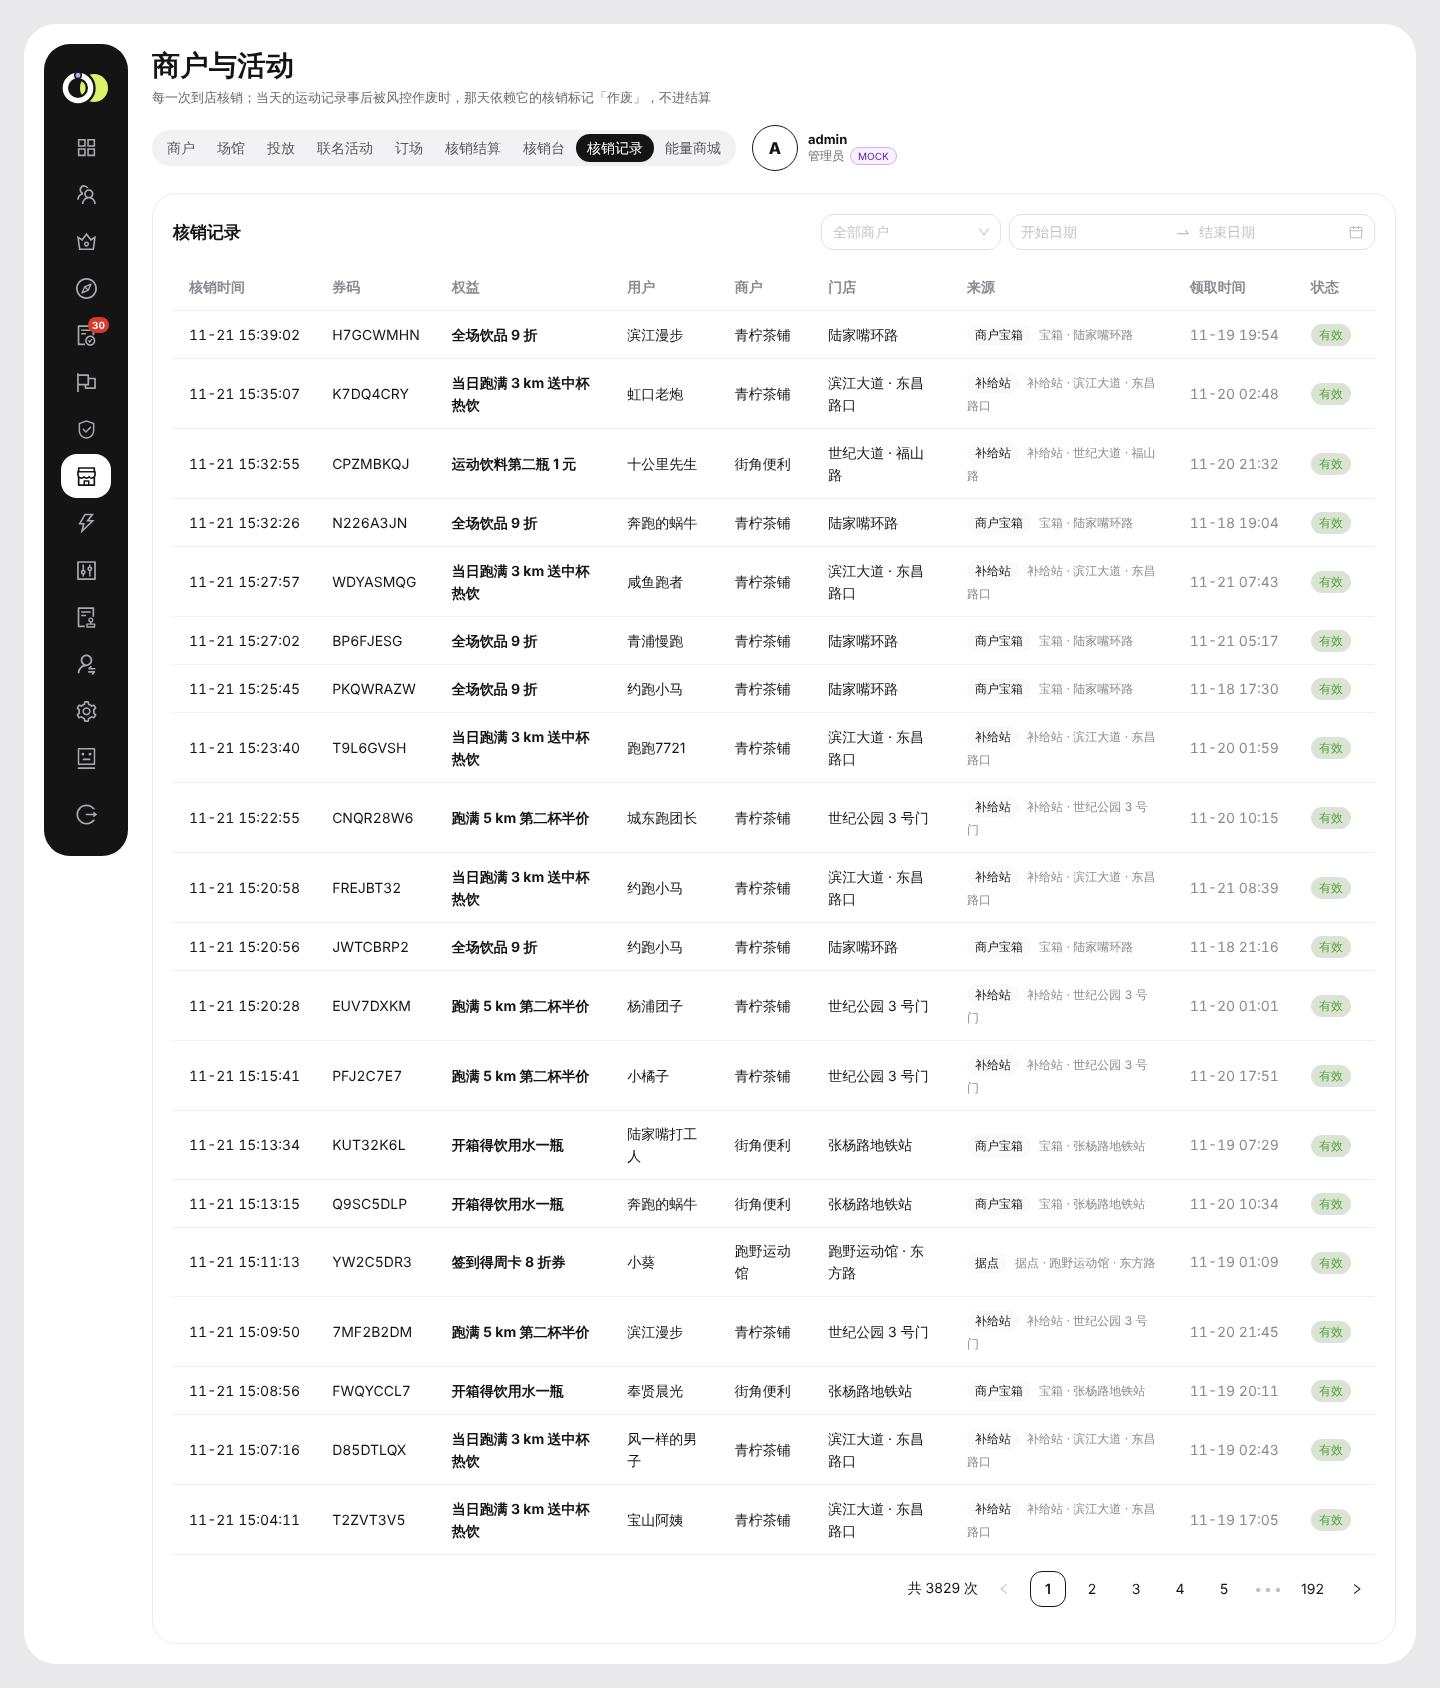 商户与活动
每一次到店核销；当天的运动记录事后被风控作废时，那天依赖它的核销标记「作废」，不进结算
商户 场馆 投放 联名活动 订场 核销结算 核销台 核销记录 能量商城
A
admin
管理员 MOCK
30
核销记录
全部商户
开始日期 结束日期
核销时间 券码 权益 用户 商户 门店 来源 领取时间 状态
11-21 15:39:02 H7GCWMHN 全场饮品 9 折 滨江漫步 青柠茶铺 陆家嘴环路 商户宝箱 宝箱 · 陆家嘴环路 11-19 19:54 有效
11-21 15:35:07 K7DQ4CRY 当日跑满 3 km 送中杯热饮 虹口老炮 青柠茶铺 滨江大道 · 东昌路口 补给站 补给站 · 滨江大道 · 东昌路口 11-20 02:48 有效
11-21 15:32:55 CPZMBKQJ 运动饮料第二瓶 1 元 十公里先生 街角便利 世纪大道 · 福山路 补给站 补给站 · 世纪大道 · 福山路 11-20 21:32 有效
11-21 15:32:26 N226A3JN 全场饮品 9 折 奔跑的蜗牛 青柠茶铺 陆家嘴环路 商户宝箱 宝箱 · 陆家嘴环路 11-18 19:04 有效
11-21 15:27:57 WDYASMQG 当日跑满 3 km 送中杯热饮 咸鱼跑者 青柠茶铺 滨江大道 · 东昌路口 补给站 补给站 · 滨江大道 · 东昌路口 11-21 07:43 有效
11-21 15:27:02 BP6FJESG 全场饮品 9 折 青浦慢跑 青柠茶铺 陆家嘴环路 商户宝箱 宝箱 · 陆家嘴环路 11-21 05:17 有效
11-21 15:25:45 PKQWRAZW 全场饮品 9 折 约跑小马 青柠茶铺 陆家嘴环路 商户宝箱 宝箱 · 陆家嘴环路 11-18 17:30 有效
11-21 15:23:40 T9L6GVSH 当日跑满 3 km 送中杯热饮 跑跑7721 青柠茶铺 滨江大道 · 东昌路口 补给站 补给站 · 滨江大道 · 东昌路口 11-20 01:59 有效
11-21 15:22:55 CNQR28W6 跑满 5 km 第二杯半价 城东跑团长 青柠茶铺 世纪公园 3 号门 补给站 补给站 · 世纪公园 3 号门 11-20 10:15 有效
11-21 15:20:58 FREJBT32 当日跑满 3 km 送中杯热饮 约跑小马 青柠茶铺 滨江大道 · 东昌路口 补给站 补给站 · 滨江大道 · 东昌路口 11-21 08:39 有效
11-21 15:20:56 JWTCBRP2 全场饮品 9 折 约跑小马 青柠茶铺 陆家嘴环路 商户宝箱 宝箱 · 陆家嘴环路 11-18 21:16 有效
11-21 15:20:28 EUV7DXKM 跑满 5 km 第二杯半价 杨浦团子 青柠茶铺 世纪公园 3 号门 补给站 补给站 · 世纪公园 3 号门 11-20 01:01 有效
11-21 15:15:41 PFJ2C7E7 跑满 5 km 第二杯半价 小橘子 青柠茶铺 世纪公园 3 号门 补给站 补给站 · 世纪公园 3 号门 11-20 17:51 有效
11-21 15:13:34 KUT32K6L 开箱得饮用水一瓶 陆家嘴打工人 街角便利 张杨路地铁站 商户宝箱 宝箱 · 张杨路地铁站 11-19 07:29 有效
11-21 15:13:15 Q9SC5DLP 开箱得饮用水一瓶 奔跑的蜗牛 街角便利 张杨路地铁站 商户宝箱 宝箱 · 张杨路地铁站 11-20 10:34 有效
11-21 15:11:13 YW2C5DR3 签到得周卡 8 折券 小葵 跑野运动馆 跑野运动馆 · 东方路 据点 据点 · 跑野运动馆 · 东方路 11-19 01:09 有效
11-21 15:09:50 7MF2B2DM 跑满 5 km 第二杯半价 滨江漫步 青柠茶铺 世纪公园 3 号门 补给站 补给站 · 世纪公园 3 号门 11-20 21:45 有效
11-21 15:08:56 FWQYCCL7 开箱得饮用水一瓶 奉贤晨光 街角便利 张杨路地铁站 商户宝箱 宝箱 · 张杨路地铁站 11-19 20:11 有效
11-21 15:07:16 D85DTLQX 当日跑满 3 km 送中杯热饮 风一样的男子 青柠茶铺 滨江大道 · 东昌路口 补给站 补给站 · 滨江大道 · 东昌路口 11-19 02:43 有效
11-21 15:04:11 T2ZVT3V5 当日跑满 3 km 送中杯热饮 宝山阿姨 青柠茶铺 滨江大道 · 东昌路口 补给站 补给站 · 滨江大道 · 东昌路口 11-19 17:05 有效
共 3829 次 1 2 3 4 5 ••• 192